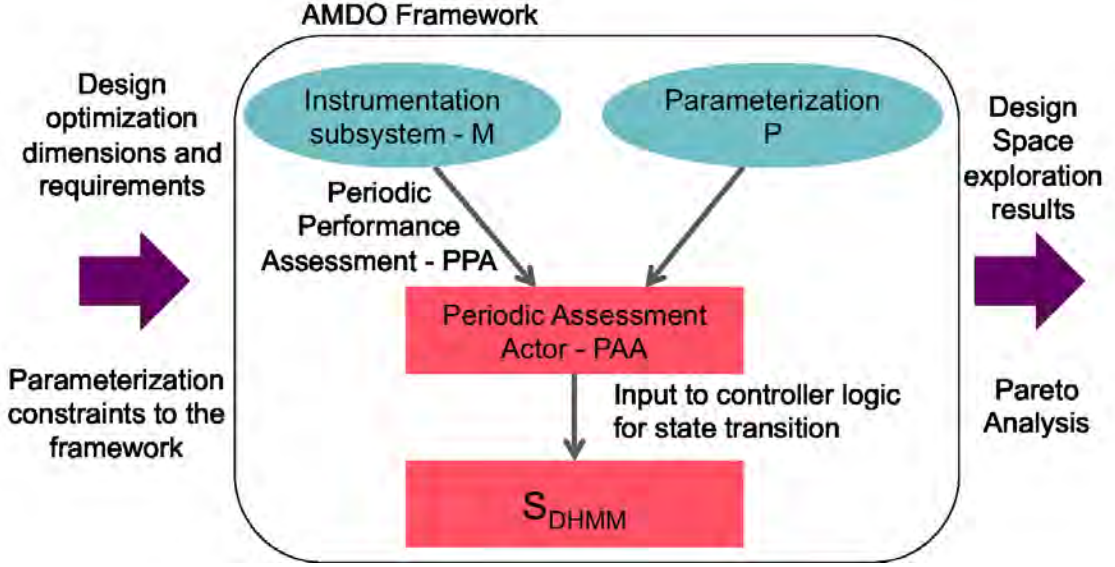 AMDO Framework
Design
optimization
dimensions and
requirements
Parameterization
constraints to the
framework
Instrumentation
subsystem - M
Parameterization
P
Periodic
Performance
Assessment - PPA
Periodic Assessment
Actor - PAA
Input to controller logic
for state transition
S_DHMM
Design
Space
exploration
results
Pareto
Analysis